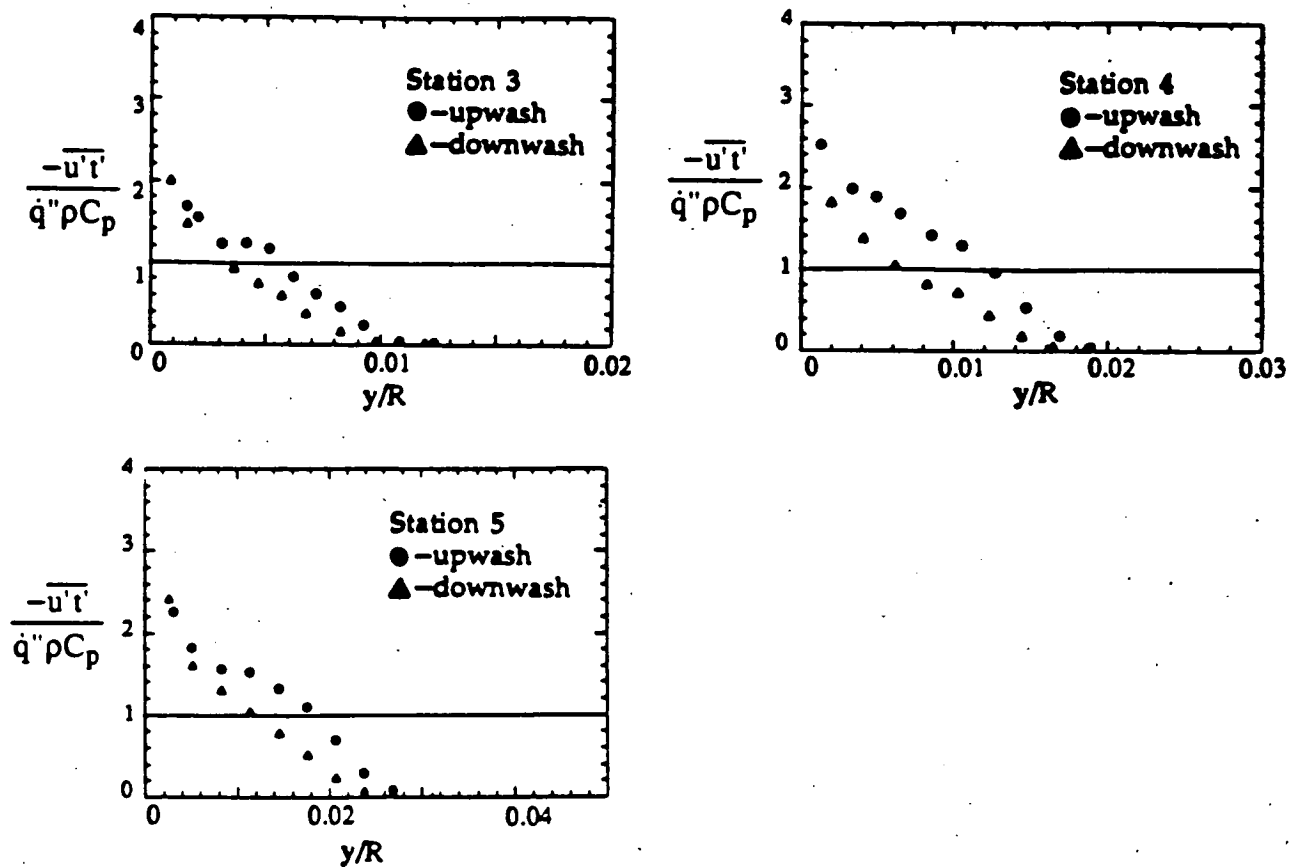 4
3
2
1
0
-u't'
q̇"ρCp
Station 3
●-upwash
▲-downwash
0 0.01 0.02
y/R
4
3
2
1
0
-u't'
q̇"ρCp
Station 4
●-upwash
▲-downwash
0 0.01 0.02 0.03
y/R
4
3
2
1
0
-u't'
q̇"ρCp
Station 5
●-upwash
▲-downwash
0 0.02 0.04
y/R